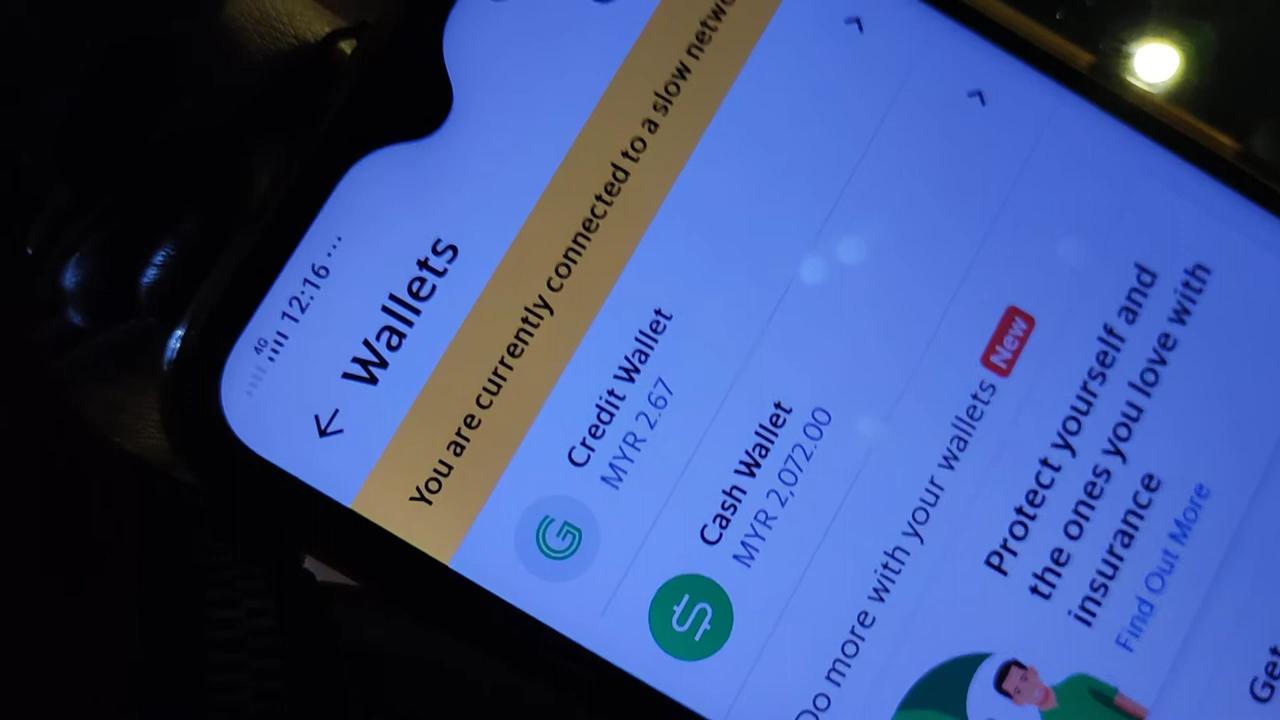 4G 12:16 ...
Wallets
You are currently connected to a slow
Credit Wallet
MYR 2.67
Cash Wallet
MYR 2,072.00
Do more with your wallets New
Protect yourself and
the ones you love with
insurance
Find Out More
Get